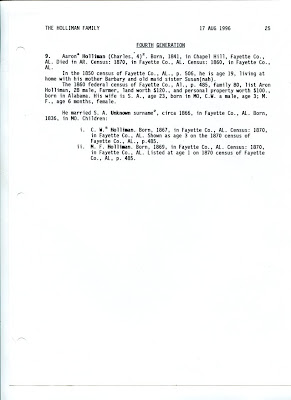 THE HOLLIMAN FAMILY 17 AUG 1996 25
FOURTH GENERATION
9. Auron⁴ Holliman (Charles, 4)⁴. Born, 1841, in Chapel Hill, Fayette Co.,
AL. Died in AR. Census: 1870, in Fayette Co., AL. Census: 1860, in Fayette Co.,
AL.
In the 1850 census of Fayette Co., AL., p. 506, he is age 19, living at
home with his mother Barbury and old maid sister Susan(nah).
The 1860 federal census of Fayette Co., Al., p. 485, family 80, list Aron
Holliman, 28 male, Farmer, land worth $120., and personal property worth $100.,
born in Alabama. His wife is S. A., age 23, born in MO, C.W. a male, age 3; M.
F., age 6 months, female.
He married S. A. Unknown surname, circa 1866, in Fayette Co., AL. Born,
1836, in MO. Children:
i. C. W. Holliman. Born, 1867, in Fayette Co., AL. Census: 1870,
in Fayette Co., AL. Shown as age 3 on the 1870 census of
Fayette Co., AL., p.485.
ii. M. F. Holliman. Born, 1869, in Fayette Co., AL. Census: 1870,
in Fayette Co., AL. Listed at age 1 on 1870 census of Fayette
Co., AL, p. 485.